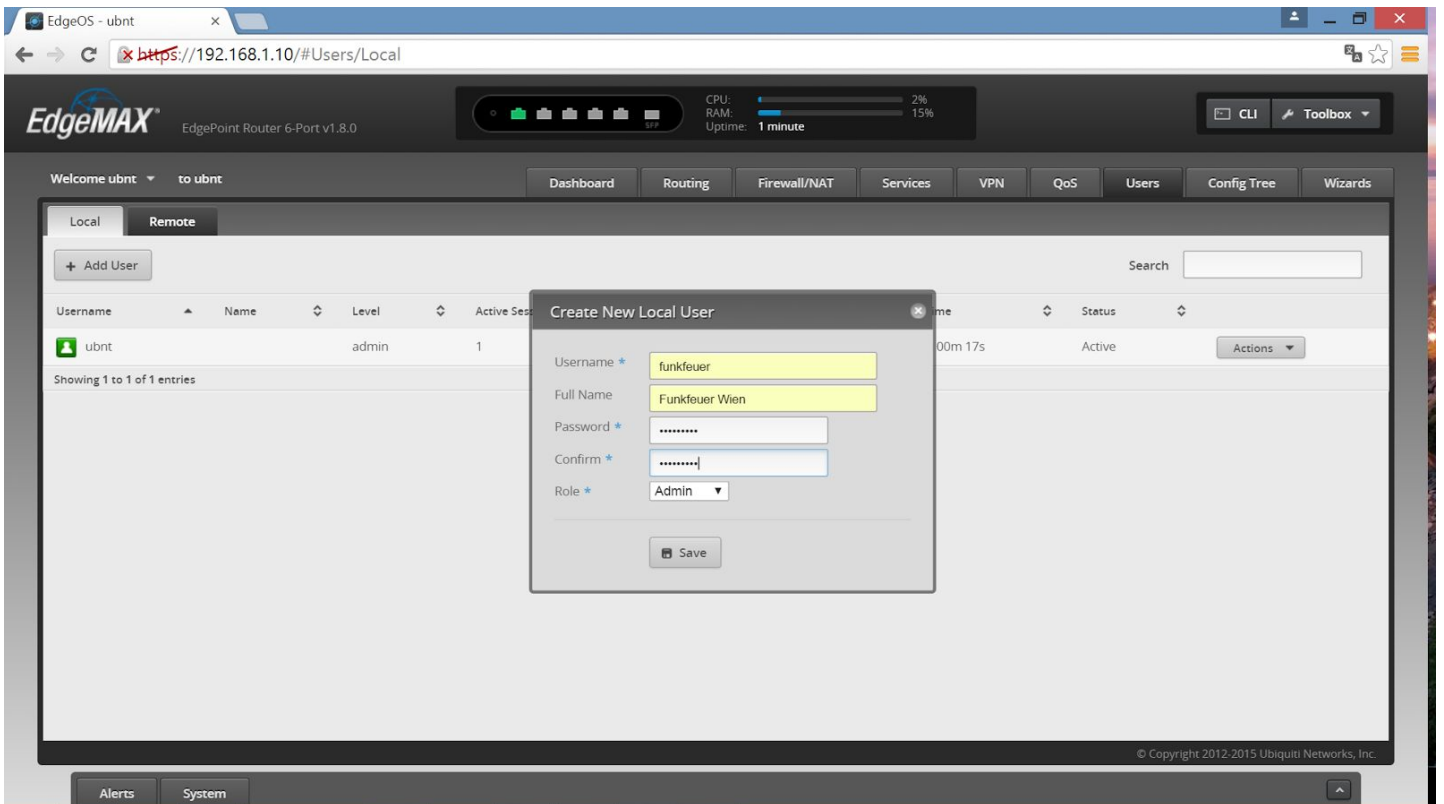 EdgeOS - ubnt
https://192.168.1.10/#Users/Local
EdgeMAX®
EdgePoint Router 6-Port v1.8.0
SFP
CPU: 2%
RAM: 15%
Uptime: 1 minute
CLI
Toolbox
Welcome ubnt to ubnt
Dashboard Routing Firewall/NAT Services VPN QoS Users Config Tree Wizards
Local Remote
+ Add User
Search
Username Name Level Active Ses me Status
ubnt admin 1 00m 17s Active Actions
Showing 1 to 1 of 1 entries
Create New Local User
Username * funkfeuer
Full Name Funkfeuer Wien
Password * •••••••••
Confirm * •••••••••
Role * Admin
Save
© Copyright 2012-2015 Ubiquiti Networks, Inc.
Alerts System